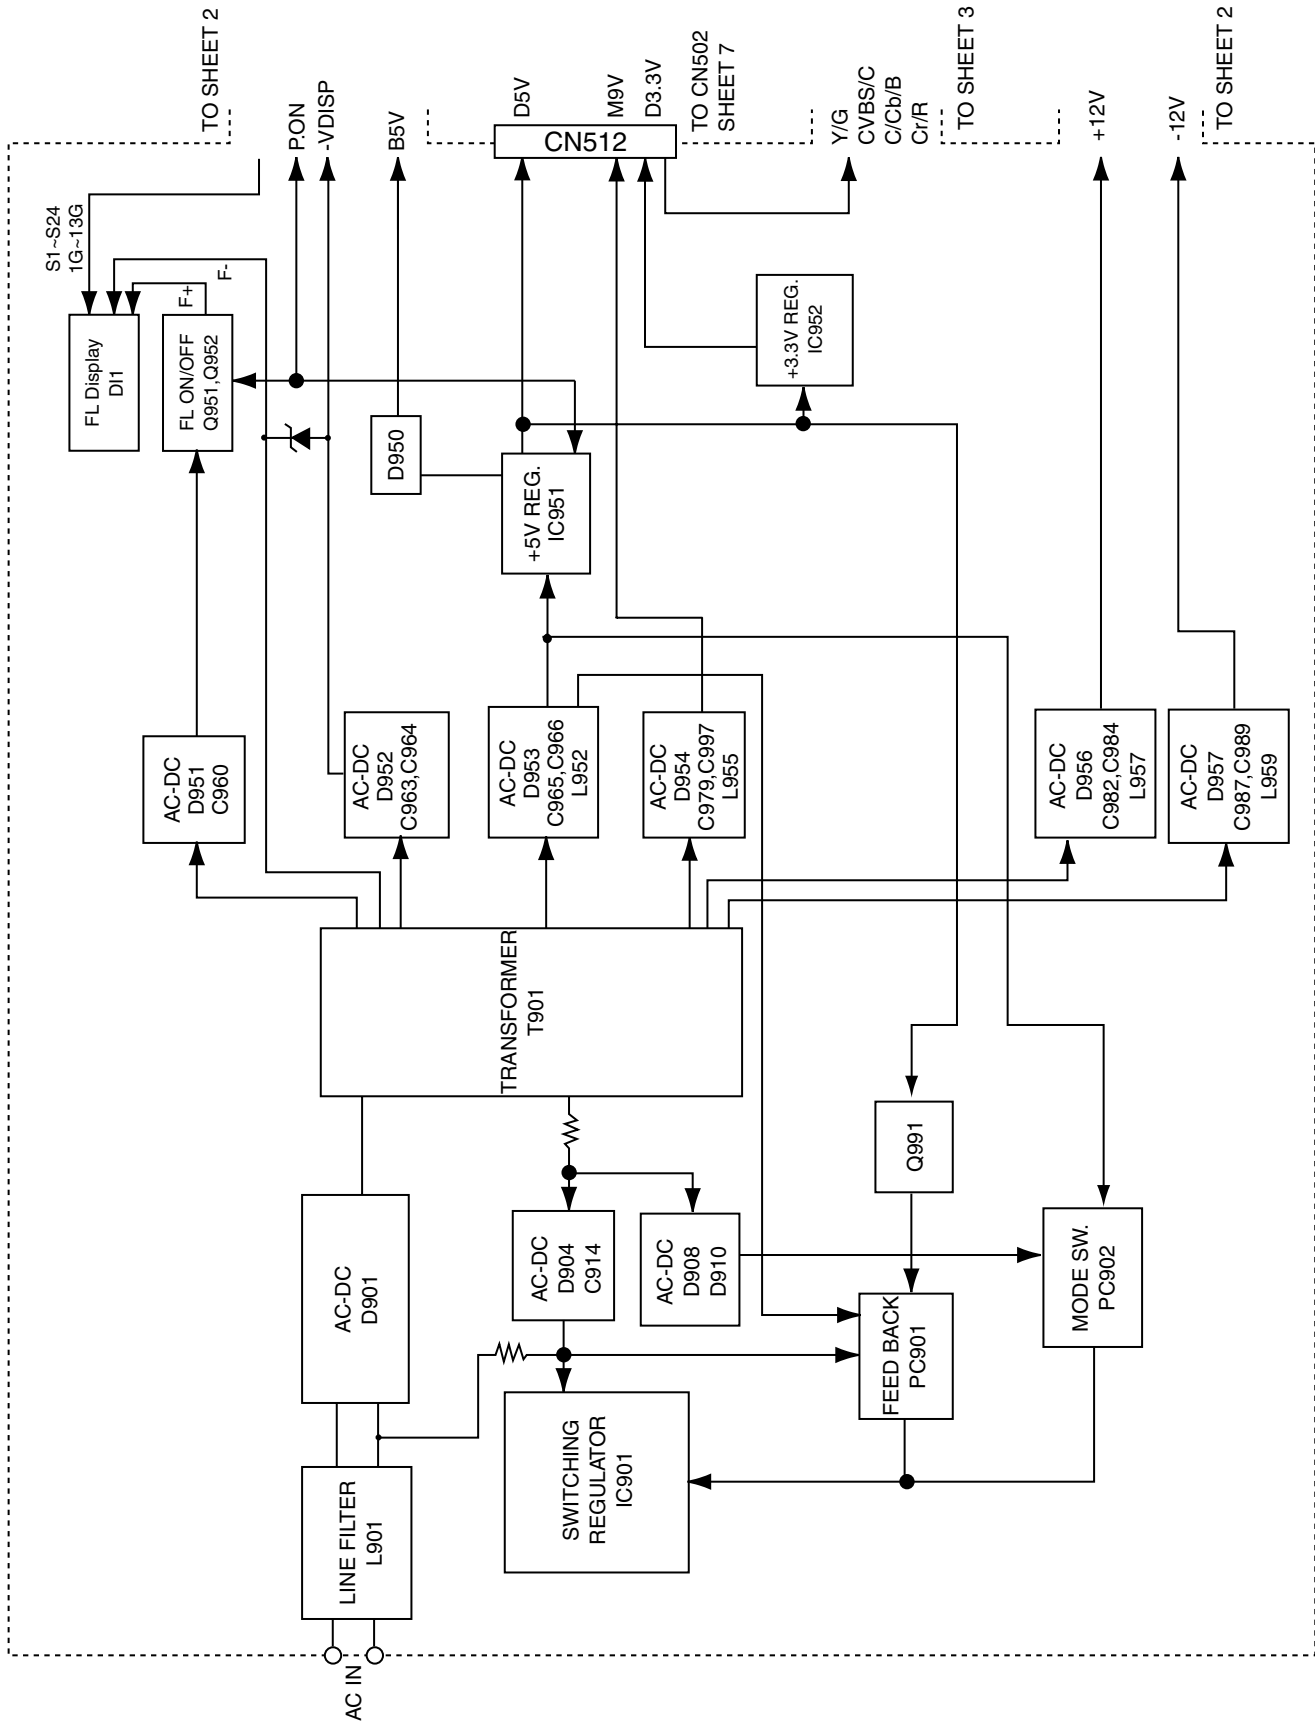 AC IN
LINE FILTER
L901
AC-DC
D901
SWITCHING
REGULATOR
IC901
AC-DC
D904
C914
AC-DC
D908
D910
FEED BACK
PC901
Q991
MODE SW.
PC902
TRANSFORMER
T901
AC-DC
D951
C960
AC-DC
D952
C963,C964
AC-DC
D953
C965,C966
L952
AC-DC
D954
C979,C997
L955
AC-DC
D956
C982,C984
L957
AC-DC
D957
C987,C989
L959
FL Display
DI1
FL ON/OFF
Q951,Q952
S1~S24
1G~13G
F+
F-
D950
+5V REG.
IC951
+3.3V REG.
IC952
CN512
TO SHEET 2
P.ON
-VDISP
B5V
D5V
M9V
D3.3V
TO CN502
SHEET 7
Y/G
CVBS/C
C/Cb/B
Cr/R
TO SHEET 3
+12V
-12V
TO SHEET 2